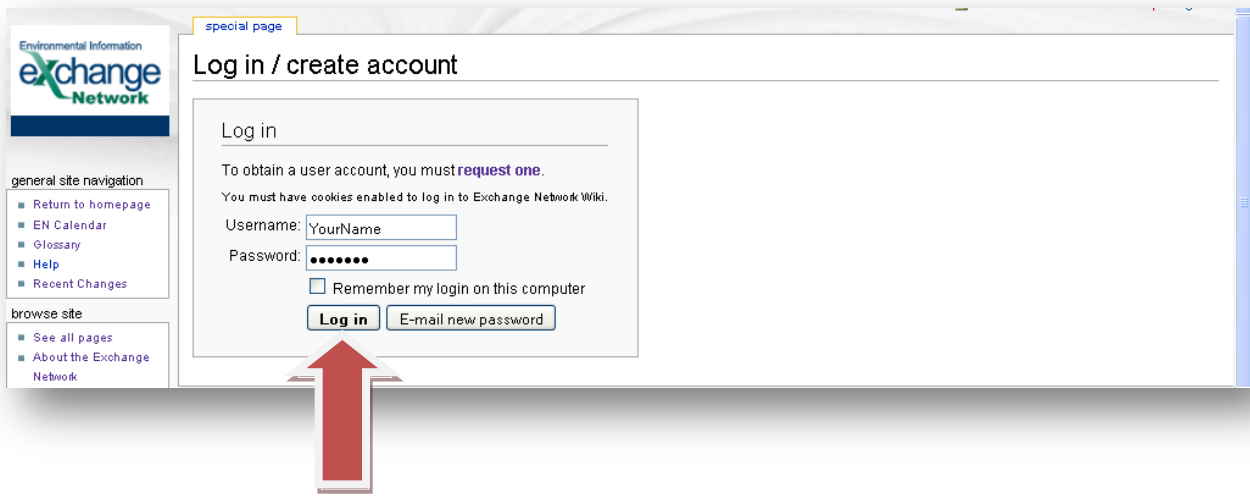 special page
Environmental Information
exchange
Network
Log in / create account
Log in
To obtain a user account, you must request one.
You must have cookies enabled to log in to Exchange Network Wiki.
Username: YourName
Password: •••••••
Remember my login on this computer
Log in E-mail new password
general site navigation
Return to homepage
EN Calendar
Glossary
Help
Recent Changes
browse site
See all pages
About the Exchange
Network